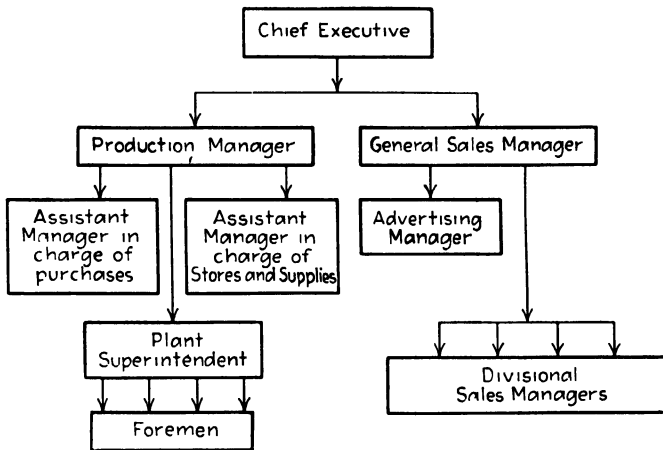 Chief Executive
Production Manager
General Sales Manager
Assistant
Manager in
charge of
purchases
Assistant
Manager in
charge of
Stores and Supplies
Advertising
Manager
Plant
Superintendent
Divisional
Sales Managers
Foremen